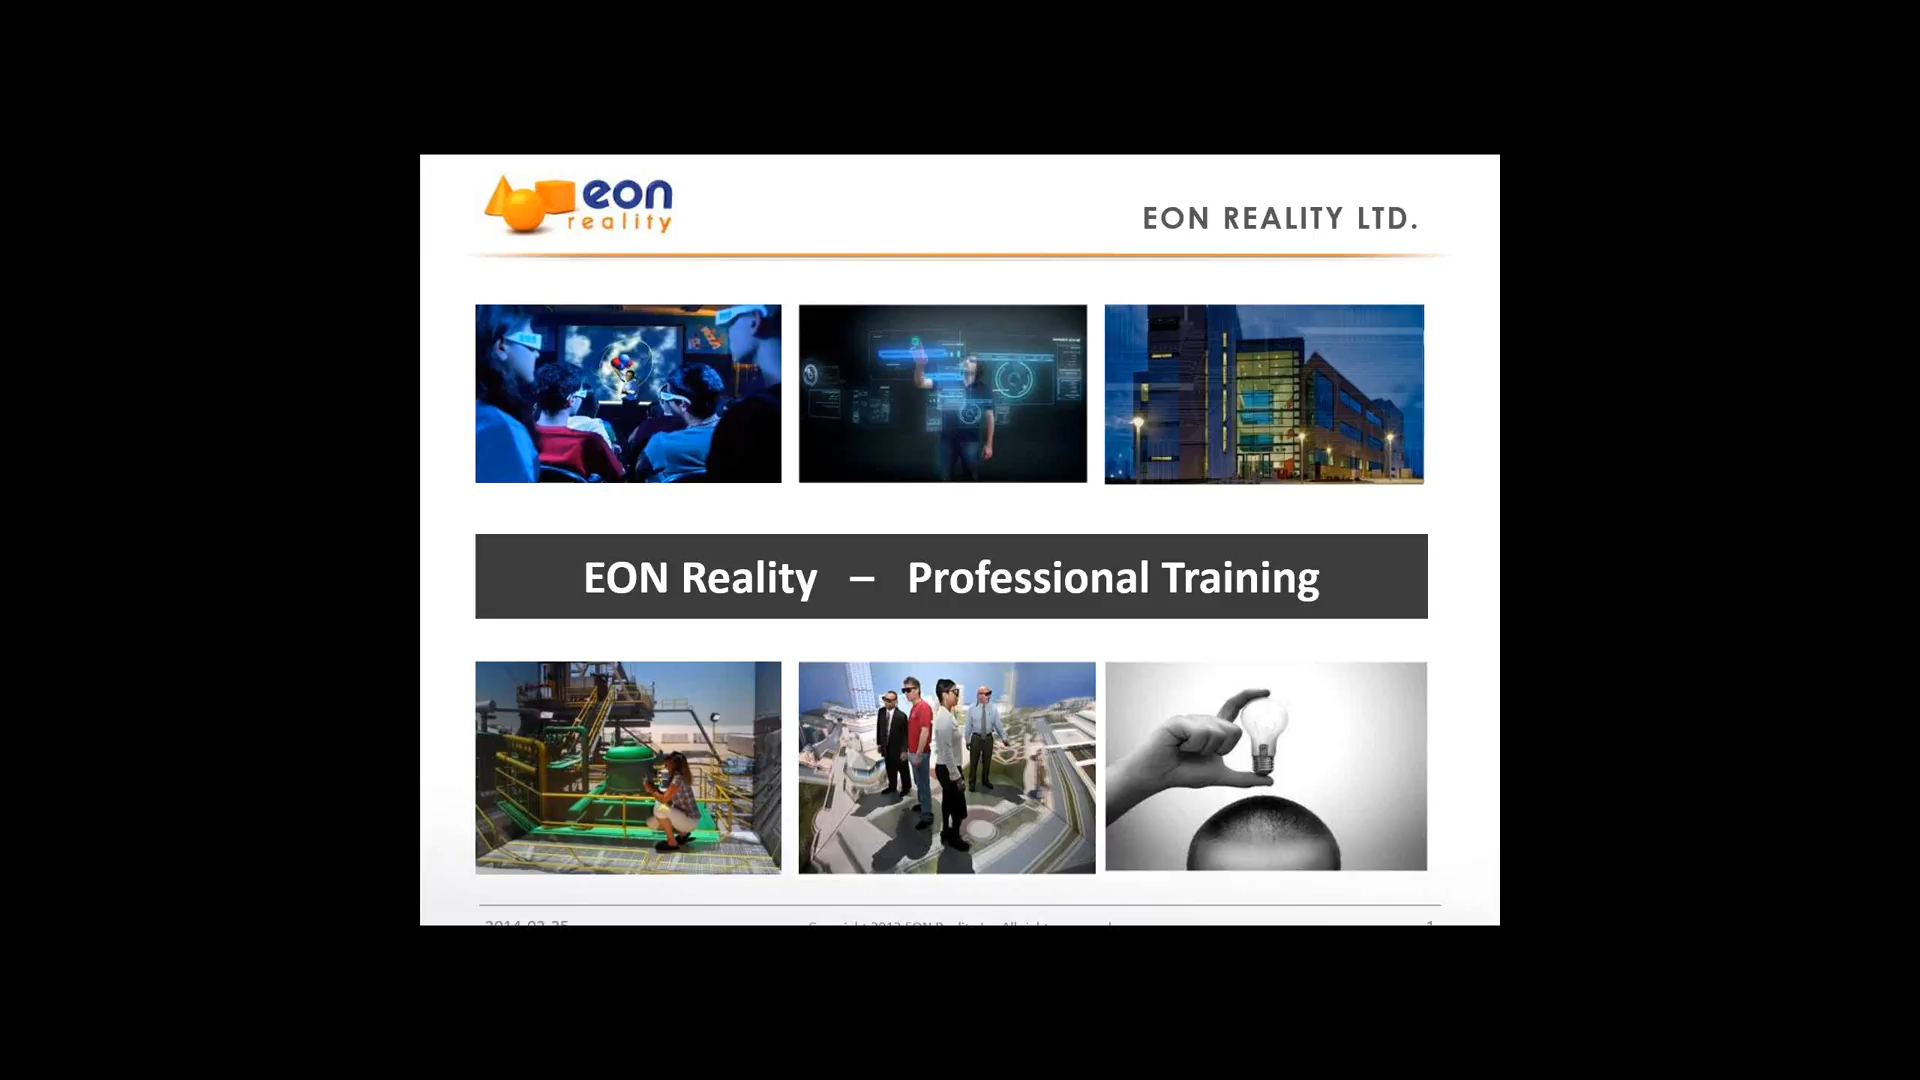 eon
reality
EON REALITY LTD.
EON Reality – Professional Training